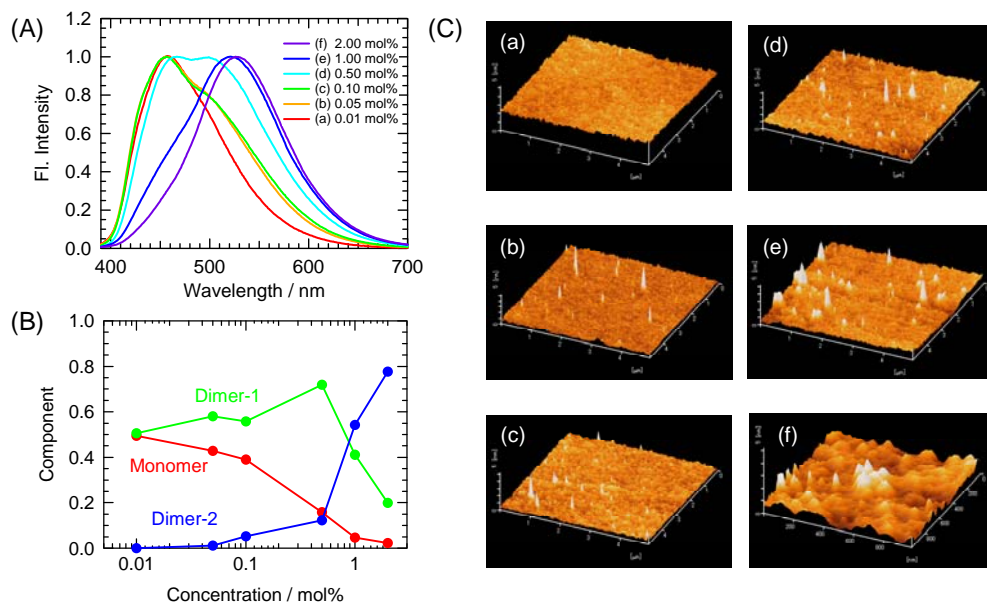 (A)
1.2
1.0
0.8
0.6
0.4
0.2
0.0
Fl. Intensity
(f) 2.00 mol%
(e) 1.00 mol%
(d) 0.50 mol%
(c) 0.10 mol%
(b) 0.05 mol%
(a) 0.01 mol%
400 500 600 700
Wavelength / nm
(B)
1.0
0.8
0.6
0.4
0.2
0.0
Component
Dimer-1
Monomer
Dimer-2
0.01 0.1 1
Concentration / mol%
(C)
(a)
(d)
(b)
(e)
(c)
(f)